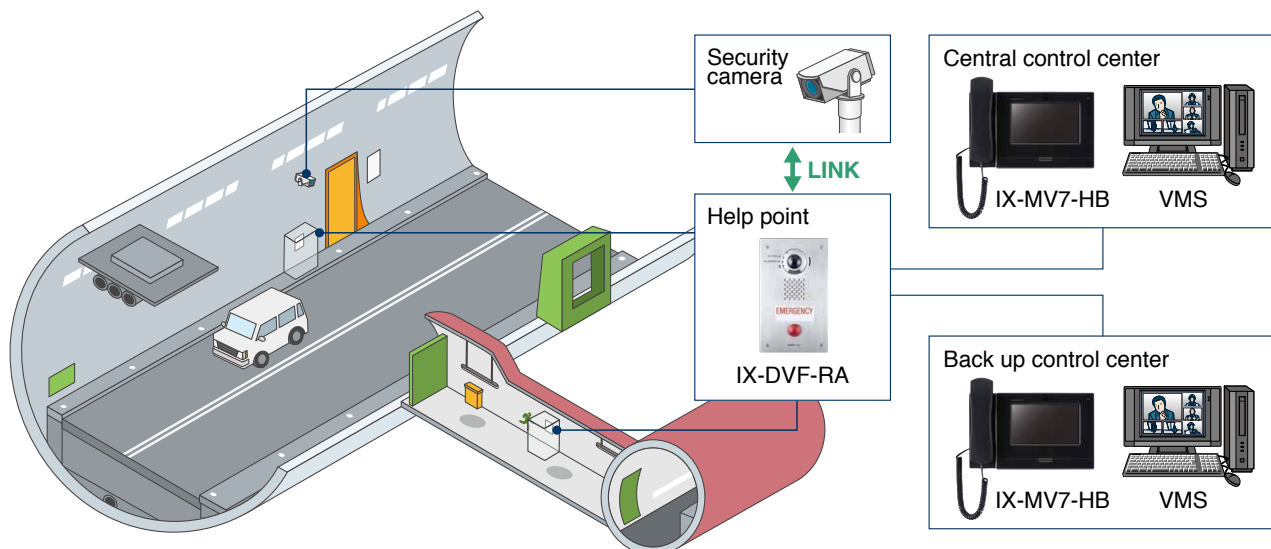 Security
camera
LINK
Help point
EMERGENCY
IX-DVF-RA
Central control center
IX-MV7-HB
VMS
Back up control center
IX-MV7-HB
VMS